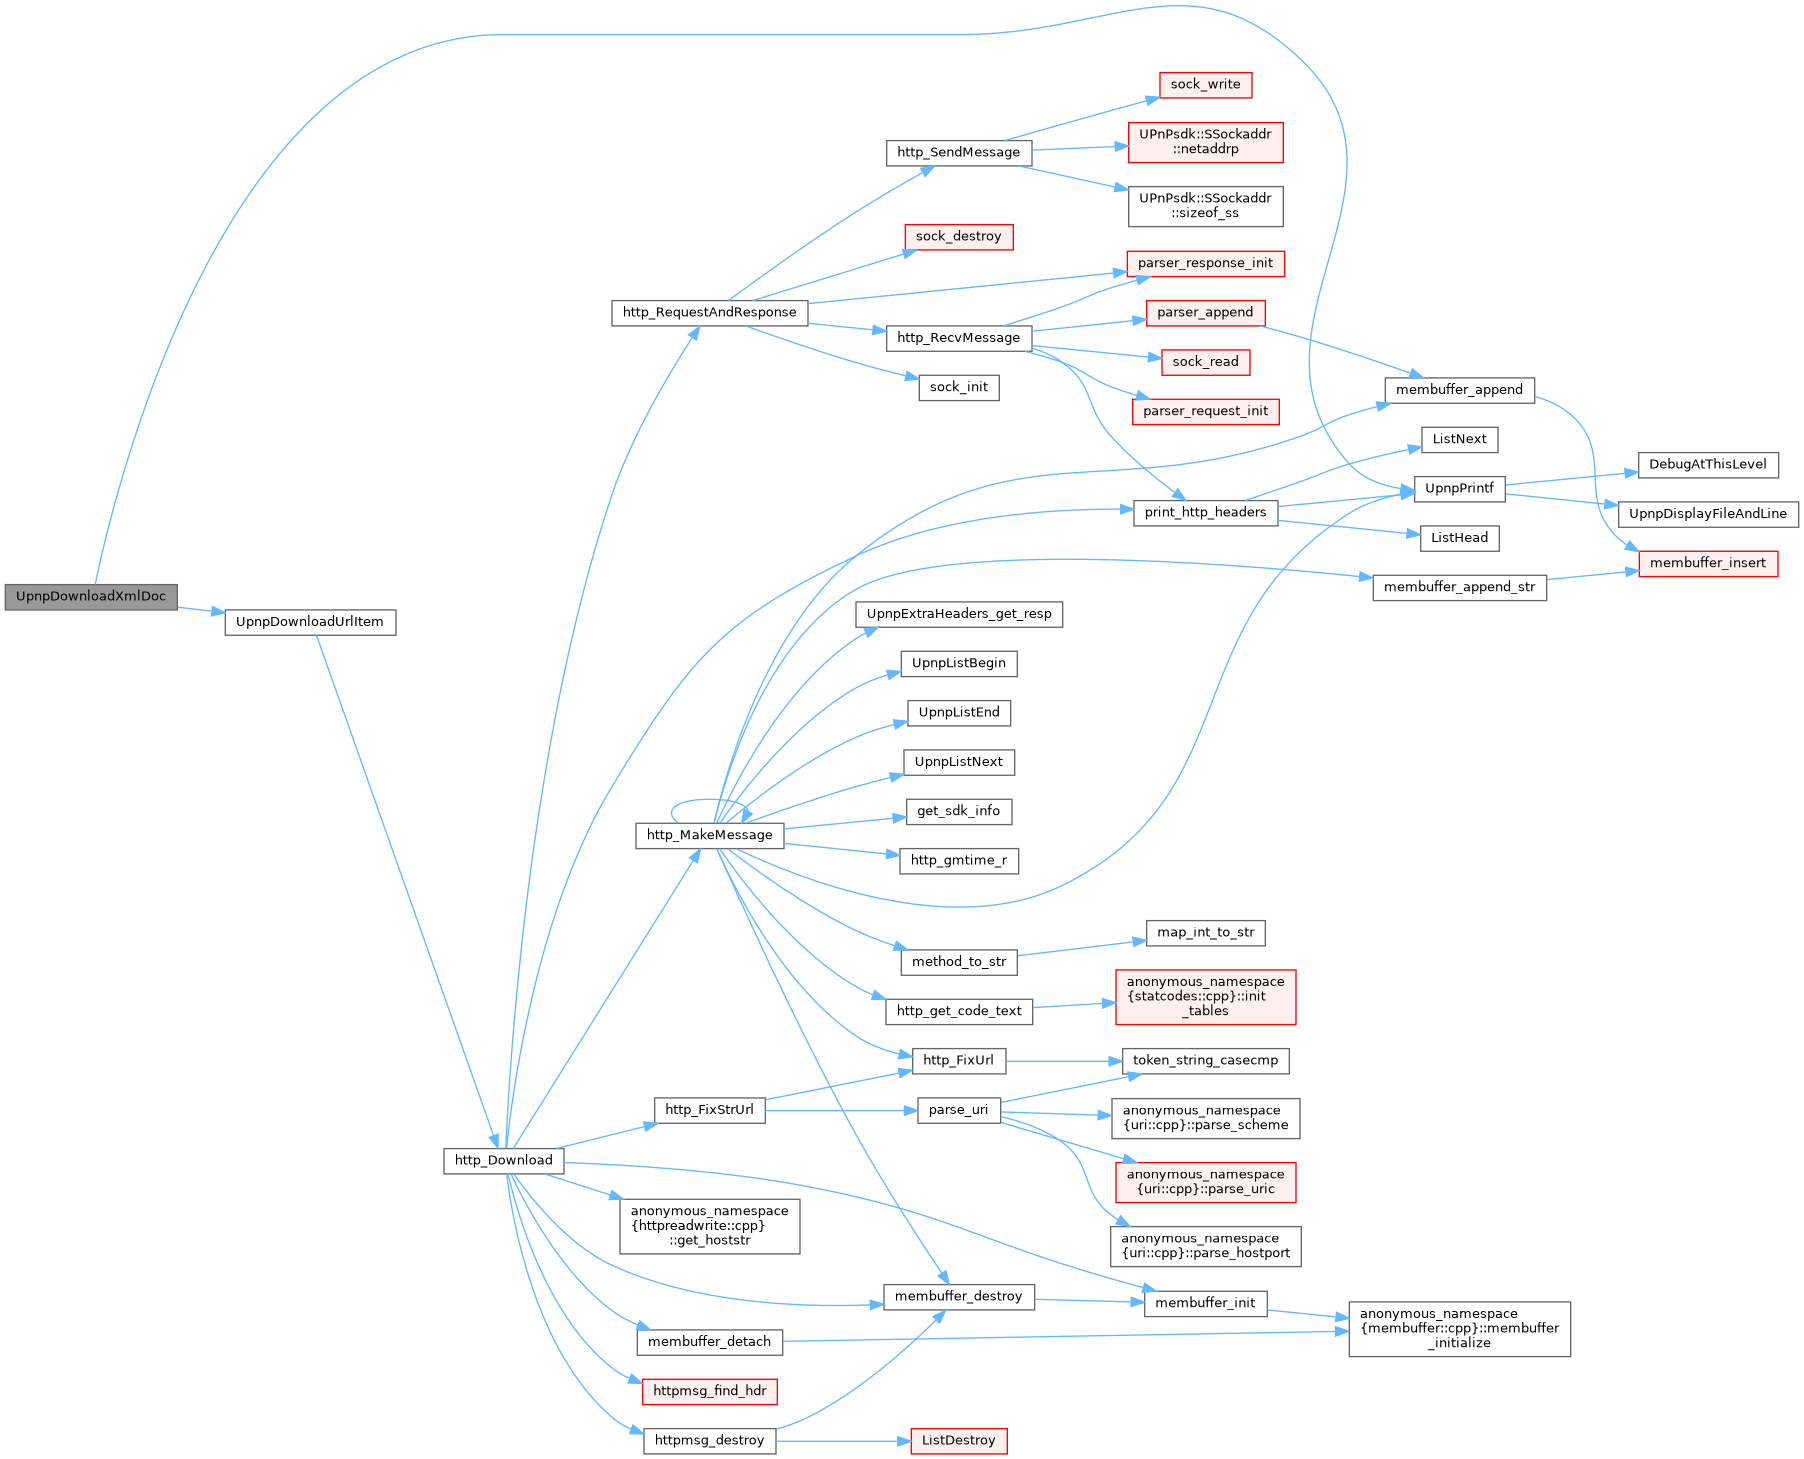 sock_write
UPnPsdk::SSockaddr
::netaddrp
http_SendMessage
UPnPsdk::SSockaddr
::sizeof_ss
sock_destroy
parser_response_init
http_RequestAndResponse
parser_append
http_RecvMessage
sock_read
sock_init
membuffer_append
parser_request_init
ListNext
DebugAtThisLevel
UpnpPrintf
print_http_headers
UpnpDisplayFileAndLine
ListHead
membuffer_insert
membuffer_append_str
UpnpDownloadXmlDoc
UpnpDownloadUrlItem
UpnpExtraHeaders_get_resp
UpnpListBegin
UpnpListEnd
UpnpListNext
get_sdk_info
http_MakeMessage
http_gmtime_r
map_int_to_str
method_to_str
anonymous_namespace
{statcodes::cpp}::init
_tables
http_get_code_text
http_FixUrl
token_string_casecmp
http_FixStrUrl
parse_uri
anonymous_namespace
{uri::cpp}::parse_scheme
http_Download
anonymous_namespace
{uri::cpp}::parse_uric
anonymous_namespace
{httpreadwrite::cpp}
::get_hoststr
anonymous_namespace
{uri::cpp}::parse_hostport
membuffer_destroy
membuffer_init
anonymous_namespace
{membuffer::cpp}::membuffer
_initialize
membuffer_detach
httpmsg_find_hdr
httpmsg_destroy
ListDestroy